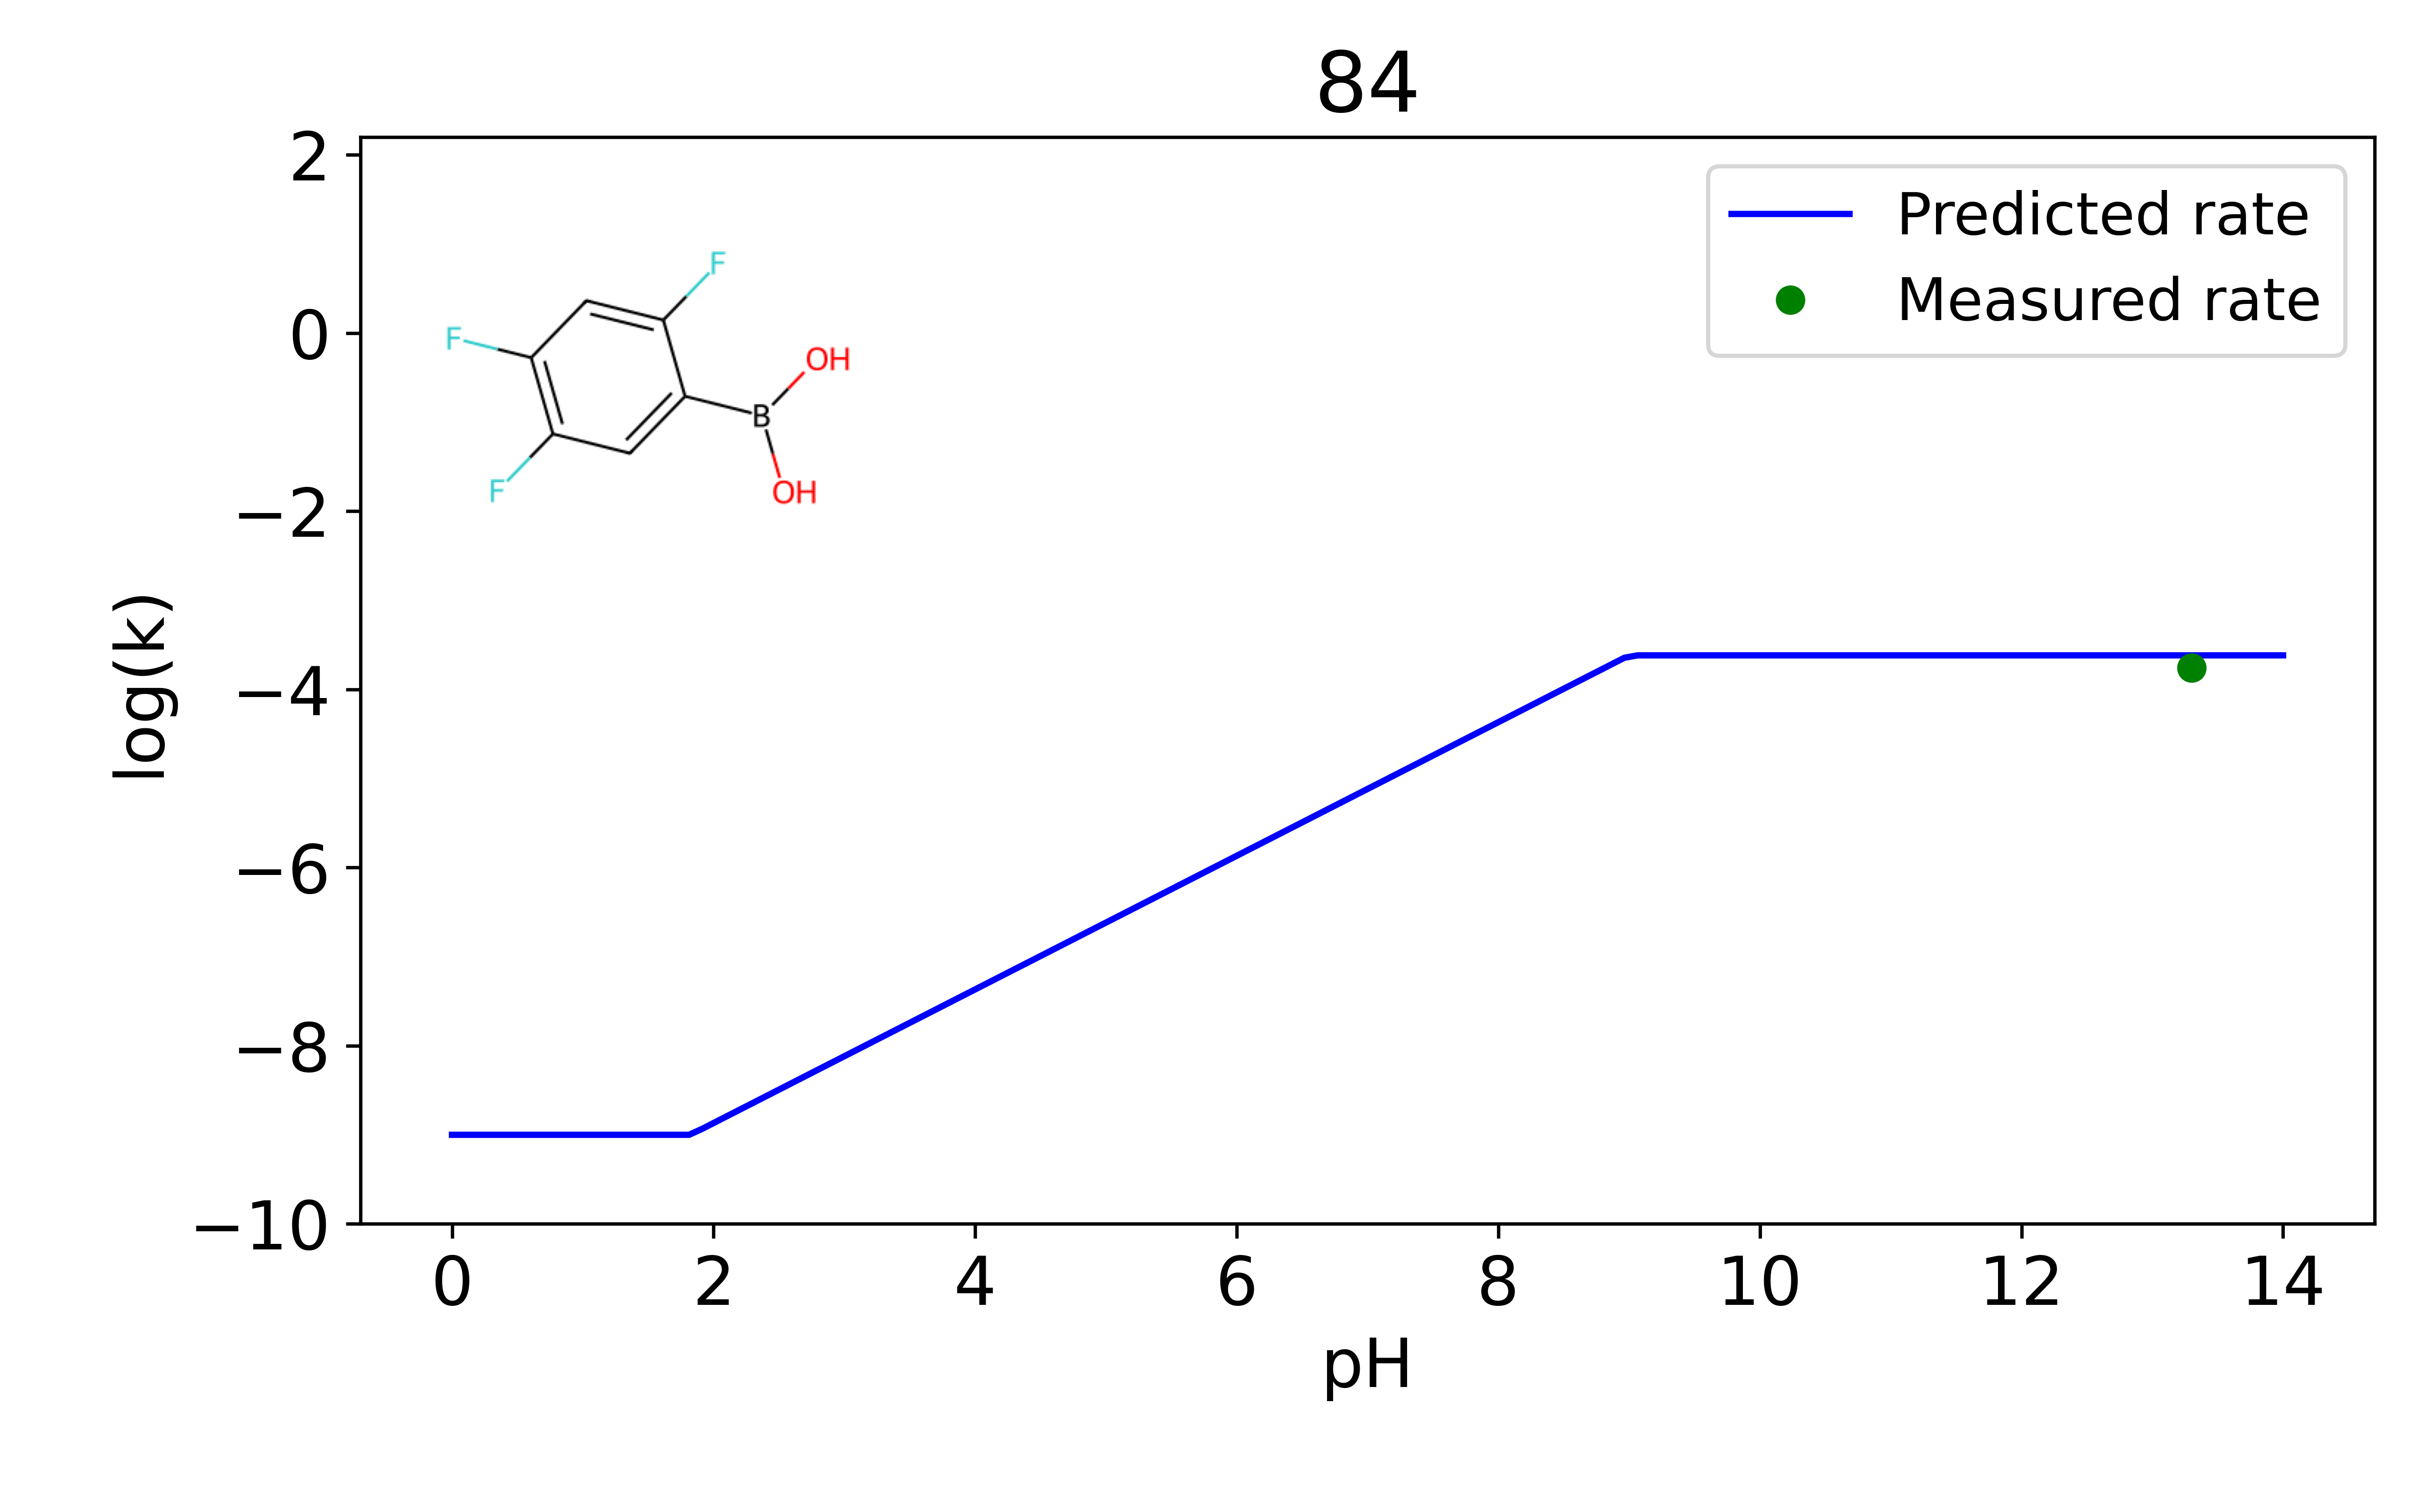 84
log(k)
2
0
−2
−4
−6
−8
−10
Predicted rate
Measured rate
F
F
F
OH
B
OH
0 2 4 6 8 10 12 14
pH